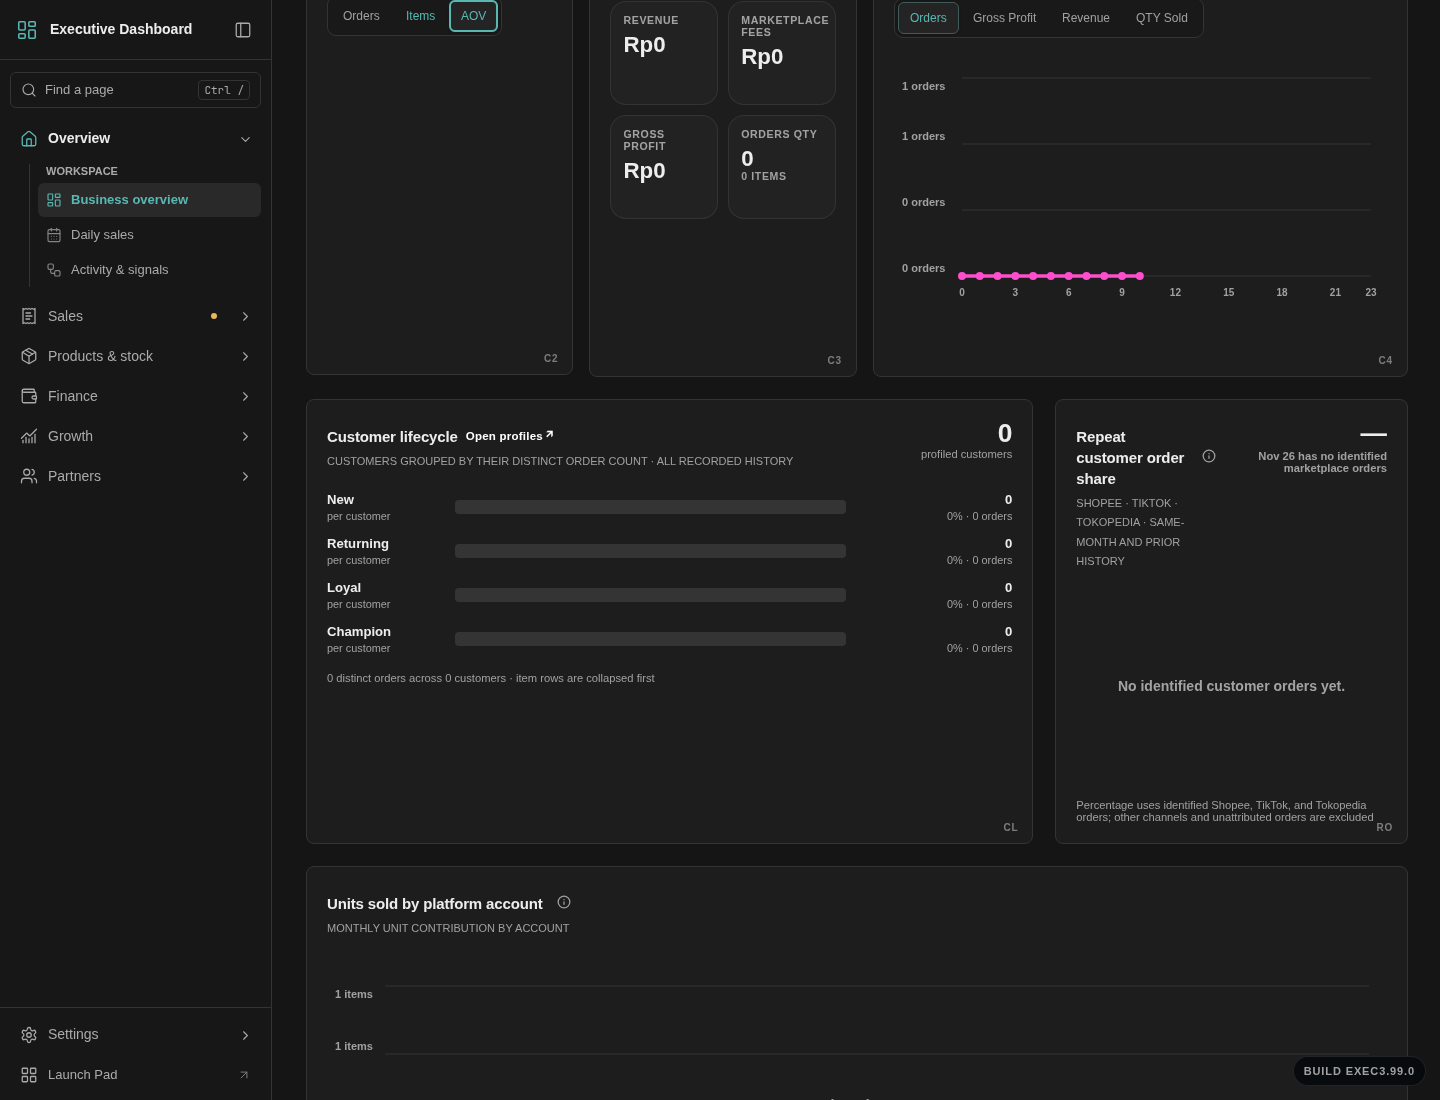 Executive Dashboard
Find a page
Ctrl /
Overview
WORKSPACE
Business overview
Daily sales
Activity & signals
Sales
Products & stock
Finance
Growth
Partners
Settings
Launch Pad
Orders
Items
AOV
C2
REVENUE
Rp0
MARKETPLACE
FEES
Rp0
GROSS
PROFIT
Rp0
ORDERS QTY
0
0 ITEMS
C3
Orders
Gross Profit
Revenue
QTY Sold
1 orders
1 orders
0 orders
0 orders
0 3 6 9 12 15 18 21 23
C4
Customer lifecycle Open profiles
CUSTOMERS GROUPED BY THEIR DISTINCT ORDER COUNT · ALL RECORDED HISTORY
0
profiled customers
New
per customer
0
0% · 0 orders
Returning
per customer
0
0% · 0 orders
Loyal
per customer
0
0% · 0 orders
Champion
per customer
0
0% · 0 orders
0 distinct orders across 0 customers · item rows are collapsed first
CL
Repeat
customer order
share
SHOPEE · TIKTOK ·
TOKOPEDIA · SAME-
MONTH AND PRIOR
HISTORY
—
Nov 26 has no identified
marketplace orders
No identified customer orders yet.
Percentage uses identified Shopee, TikTok, and Tokopedia
orders; other channels and unattributed orders are excluded
RO
Units sold by platform account
MONTHLY UNIT CONTRIBUTION BY ACCOUNT
1 items
1 items
BUILD EXEC3.99.0